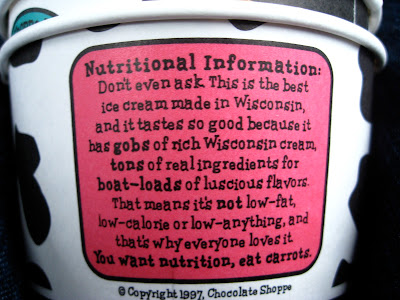 Nutritional Information:
Don't even ask. This is the best
ice cream made in Wisconsin,
and it tastes so good because it
has gobs of rich Wisconsin cream,
tons of real ingredients for
boat-loads of luscious flavors.
That means it's not low-fat,
low-calorie or low-anything, and
that's why everyone loves it.
You want nutrition, eat carrots.
© Copyright 1997, Chocolate Shoppe